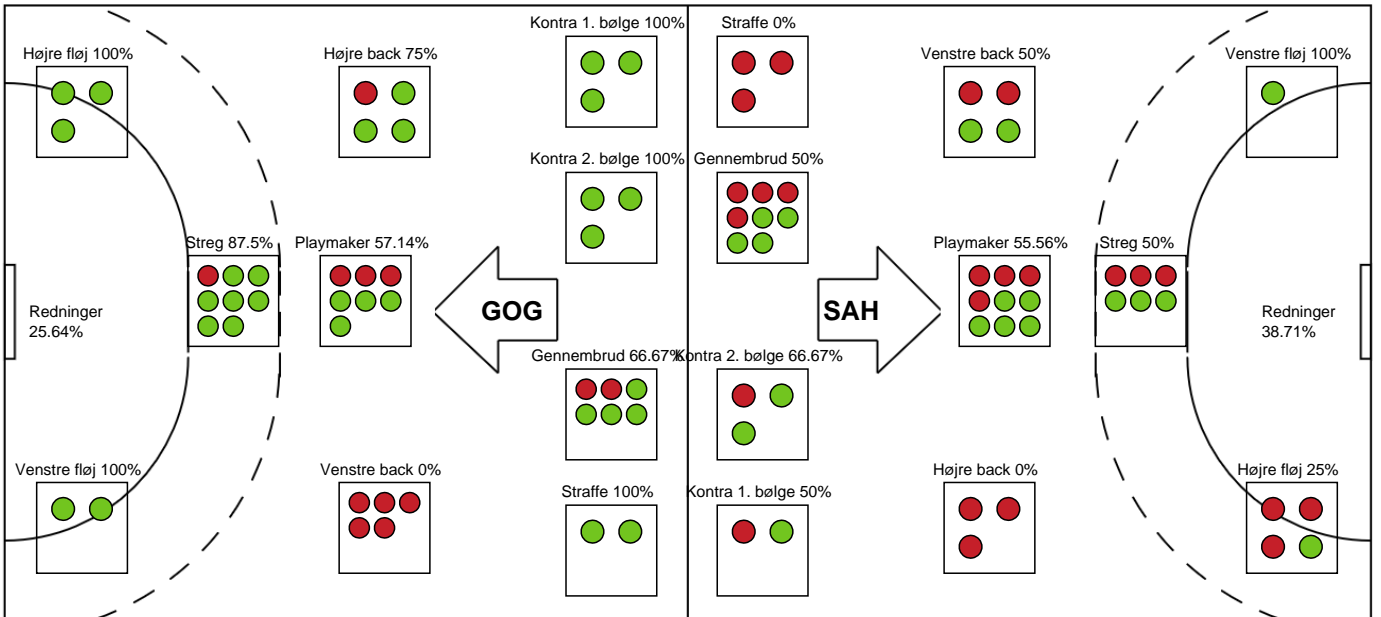 Kontra 1. bølge 100%
Straffe 0%
Højre fløj 100%
Højre back 75%
Venstre back 50%
Venstre fløj 100%
Kontra 2. bølge 100%
Gennembrud 50%
Streg 87.5%
Playmaker 57.14%
Playmaker 55.56%
Streg 50%
Redninger
25.64%
GOG
SAH
Redninger
38.71%
Gennembrud 66.67%
Kontra 2. bølge 66.67%
Venstre fløj 100%
Venstre back 0%
Straffe 100%
Kontra 1. bølge 50%
Højre back 0%
Højre fløj 25%